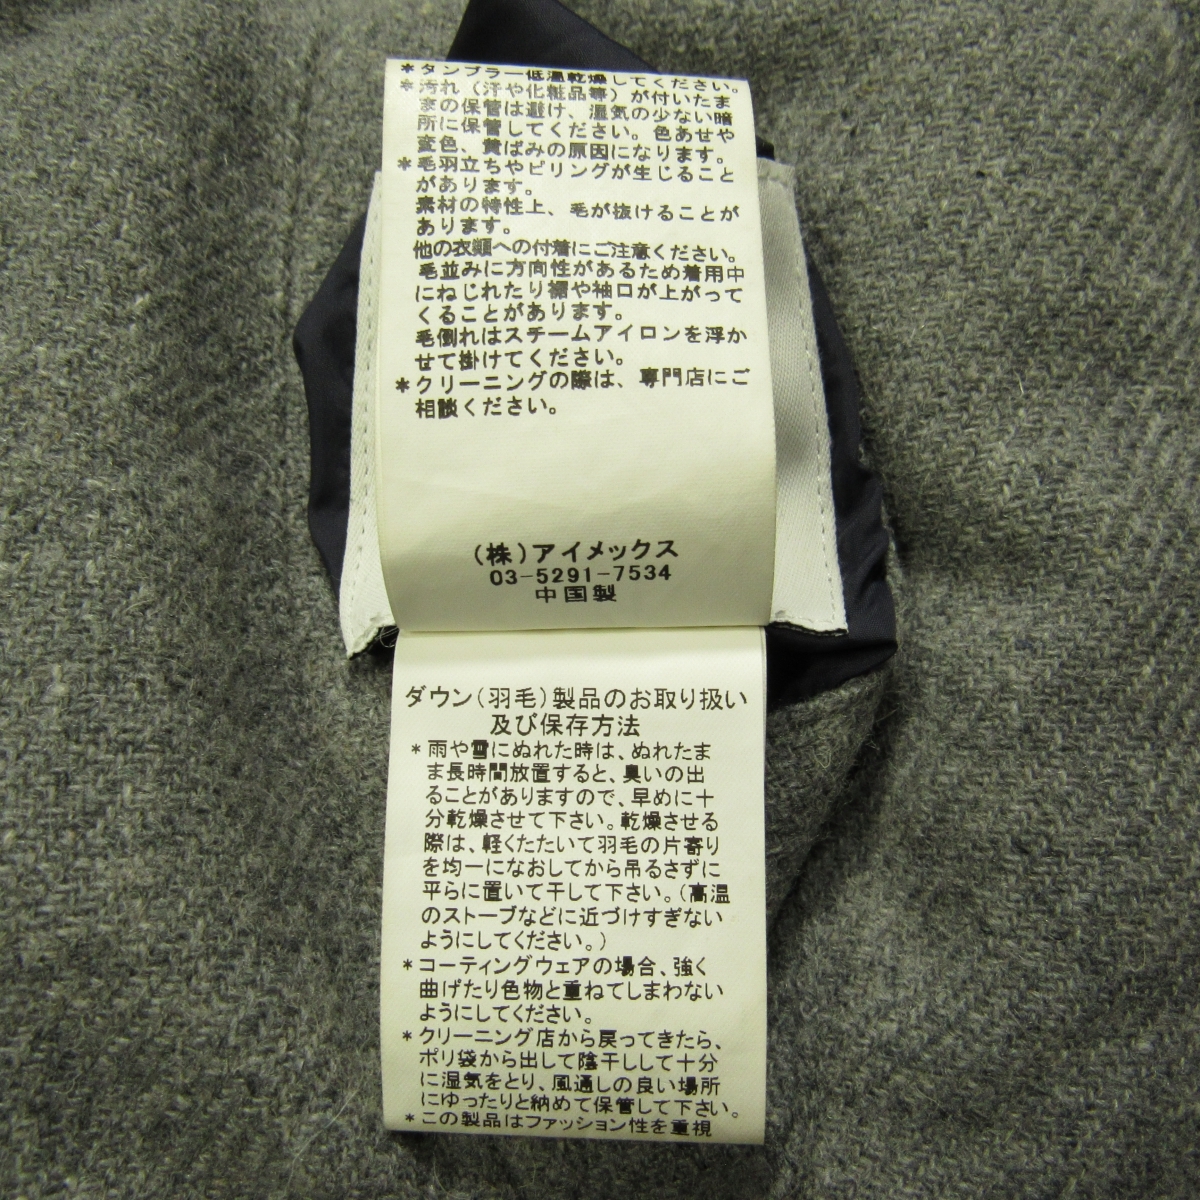 *タンブラー低温乾燥してください。
*汚れ（汗や化粧品等）が付いたま
まの保管は避け、湿気の少ない暗
所に保管してください。色あせや
変色、黄ばみの原因になります。
*毛羽立ちやピリングが生じること
があります。
素材の特性上、毛が抜けることが
あります。
他の衣類への付着にご注意ください。
毛並みに方向性があるため着用中
にねじれたり裾や袖口が上がって
くることがあります。
毛倒れはスチームアイロンを浮か
せて掛けてください。
*クリーニングの際は、専門店にご
相談ください。
(株)アイメックス
03-5291-7534
中国製
ダウン(羽毛)製品のお取り扱い
及び保存方法
*雨や雪にぬれた時は、ぬれたま
ま長時間放置すると、臭いの出
ることがありますので、早めに十
分乾燥させて下さい。乾燥させる
際は、軽くたたいて羽毛の片寄り
を均一になおしてから吊るさずに
平らに置いて干して下さい。(高温
のストーブなどに近づけすぎない
ようにしてください。)
*コーティングウェアの場合、強く
曲げたり色物と重ねてしまわない
ようにしてください。
*クリーニング店から戻ってきたら、
ポリ袋から出して陰干しして十分
に湿気をとり、風通しの良い場所
にゆったりと納めて保管して下さい。
*この製品はファッション性を重視